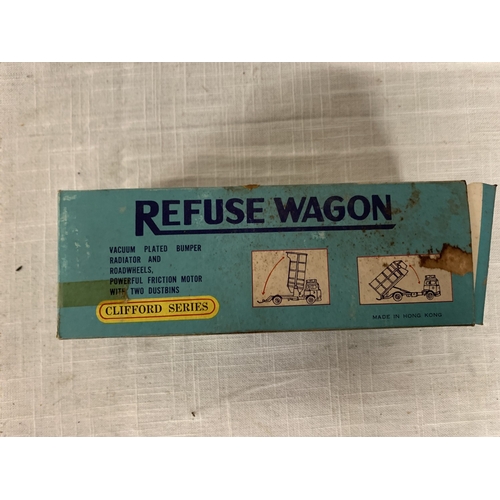 REFUSE WAGON
VACUUM PLATED BUMPER
RADIATOR AND
ROADWHEELS,
POWERFUL FRICTION MOTOR
WITH TWO DUSTBINS
CLIFFORD SERIES
MADE IN HONG KONG